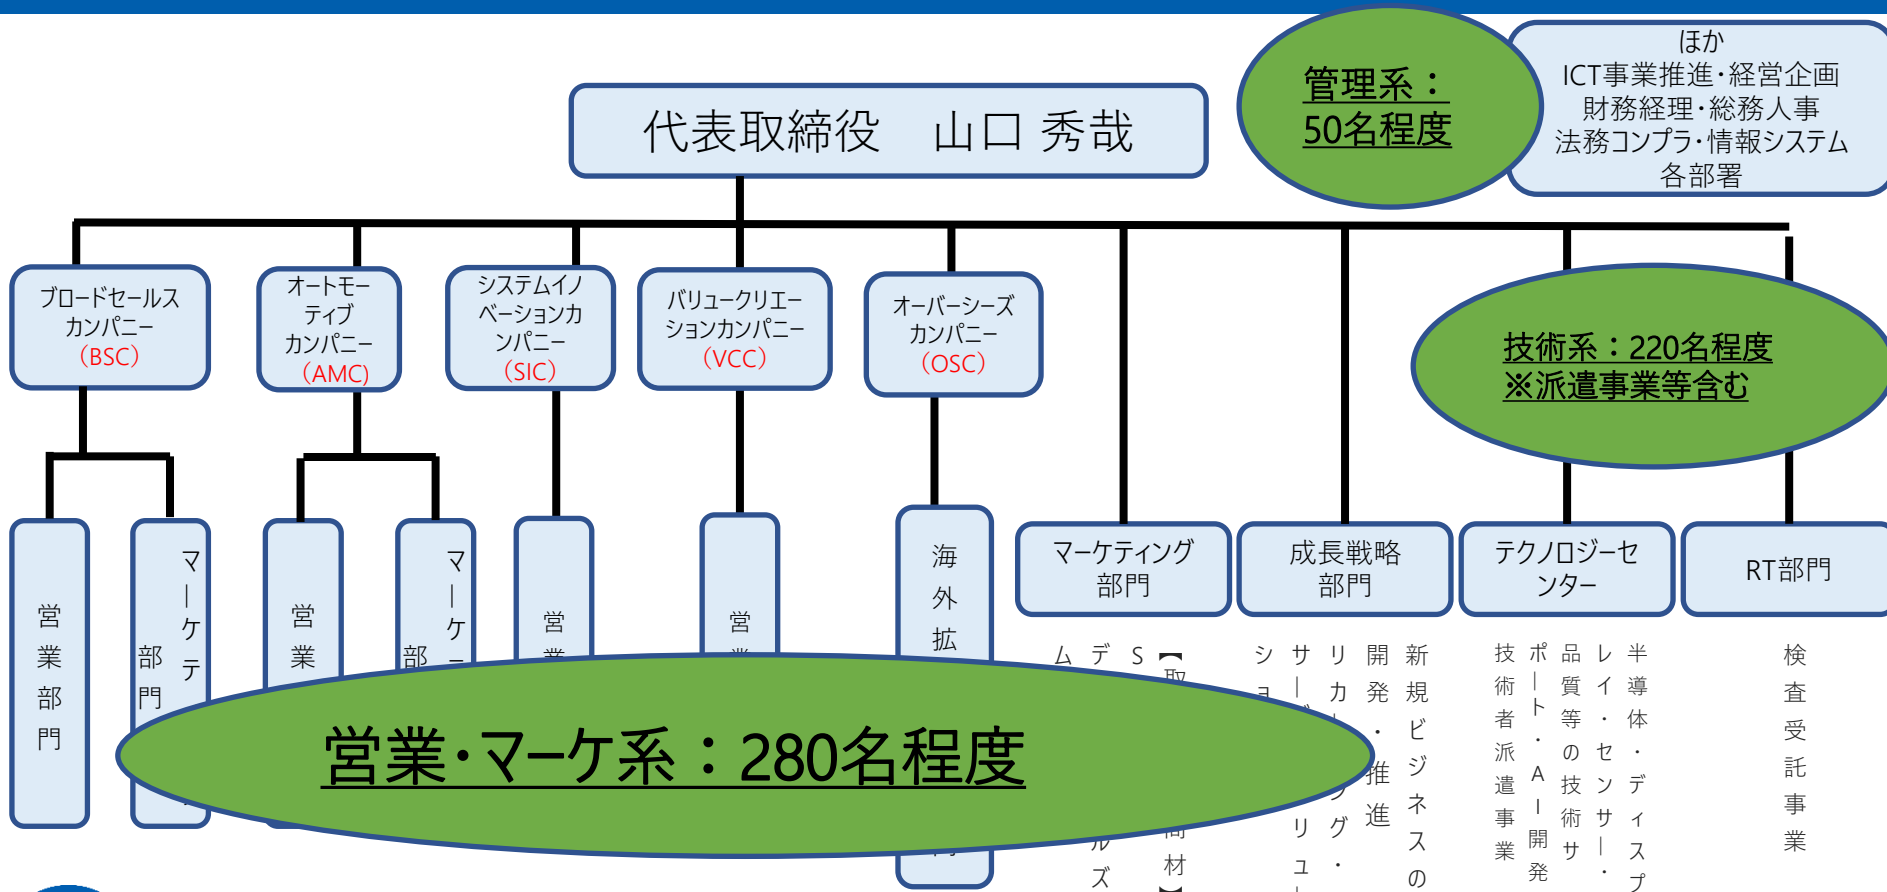 管理系：
50名程度
ほか
ICT事業推進・経営企画
財務経理・総務人事
法務コンプラ・情報システム
各部署
代表取締役　山口 秀哉
ブロードセールス
カンパニー
（BSC）
オートモー
ティブ
カンパニー
（AMC）
システムイノ
ベーションカ
ンパニー
（SIC）
バリュークリエー
ションカンパニー
（VCC）
オーバーシーズ
カンパニー
（OSC）
技術系：220名程度
※派遣事業等含む
営業部門
マーケテ
部門
営業
マーケ
部
営
営
海外拡
マーケティング
部門
成長戦略
部門
テクノロジーセ
ンター
RT部門
【取
商材】
S
デ
ルズ
ム
新規ビジネスの
開発・推進
リカ
グ・
サー
リュー
ショ
半導体・ディスプ
レイ・センサー・
品質等の技術サ
ポート・AI開発
技術者派遣事業
検査受託事業
営業・マーケ系：280名程度